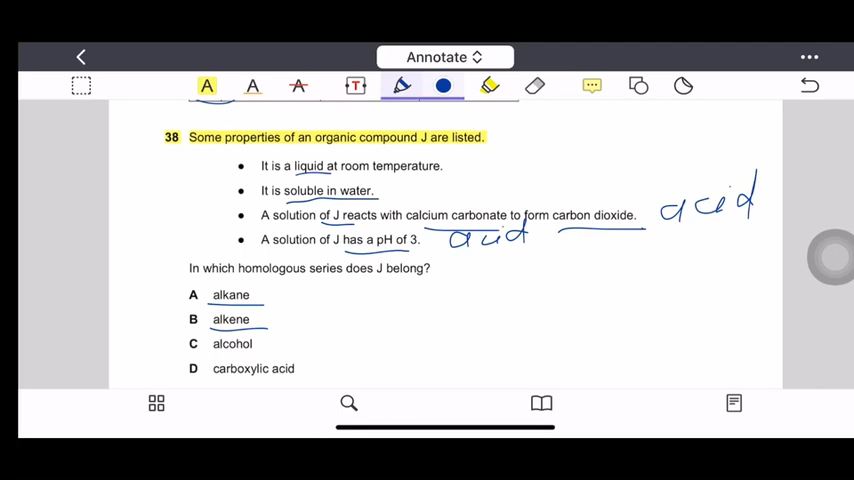 Annotate
A A A T
38 Some properties of an organic compound J are listed.
• It is a liquid at room temperature.
• It is soluble in water.
• A solution of J reacts with calcium carbonate to form carbon dioxide. acid
• A solution of J has a pH of 3. acid
In which homologous series does J belong?
A alkane
B alkene
C alcohol
D carboxylic acid